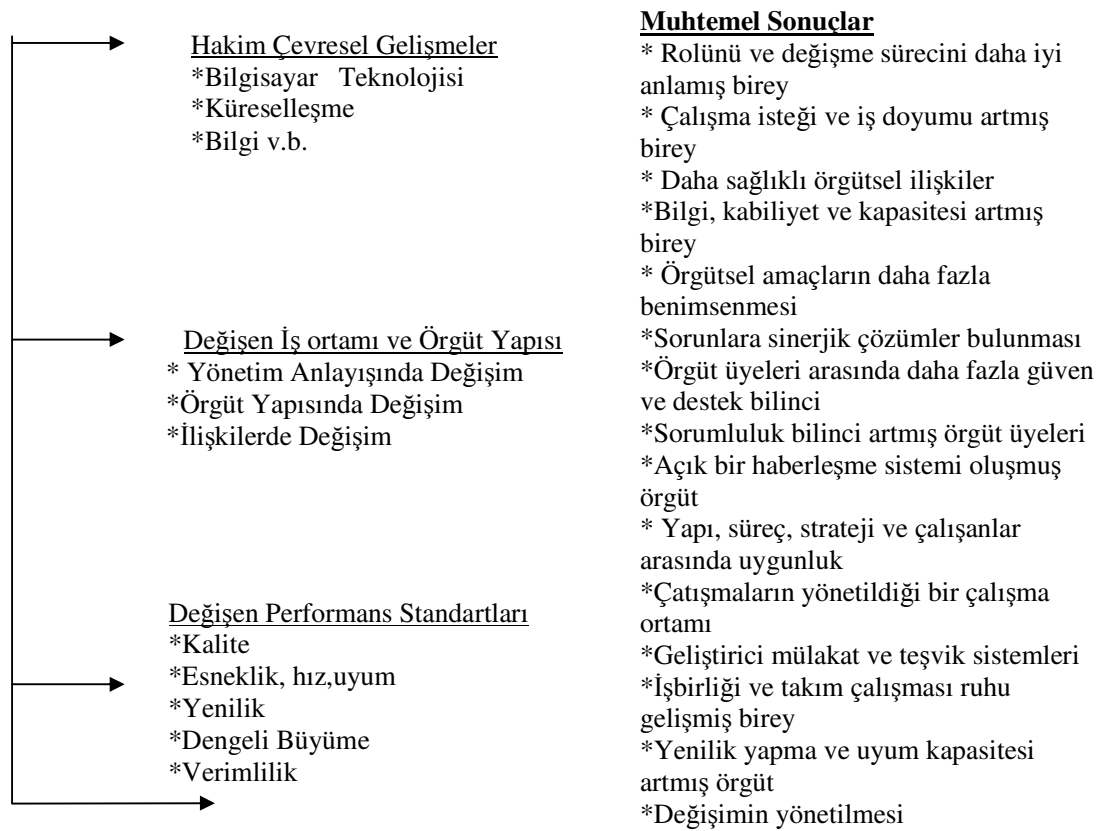 Hakim Çevresel Gelişmeler
*Bilgisayar Teknolojisi
*Küreselleşme
*Bilgi v.b.
Değişen İş ortamı ve Örgüt Yapısı
* Yönetim Anlayışında Değişim
*Örgüt Yapısında Değişim
*İlişkilerde Değişim
Değişen Performans Standartları
*Kalite
*Esneklik, hız,uyum
*Yenilik
*Dengeli Büyüme
*Verimlilik
Muhtemel Sonuçlar
* Rolünü ve değişme sürecini daha iyi
anlamış birey
* Çalışma isteği ve iş doyumu artmış
birey
* Daha sağlıklı örgütsel ilişkiler
*Bilgi, kabiliyet ve kapasitesi artmış
birey
* Örgütsel amaçların daha fazla
benimsenmesi
*Sorunlara sinerjik çözümler bulunması
*Örgüt üyeleri arasında daha fazla güven
ve destek bilinci
*Sorumluluk bilinci artmış örgüt üyeleri
*Açık bir haberleşme sistemi oluşmuş
örgüt
* Yapı, süreç, strateji ve çalışanlar
arasında uygunluk
*Çatışmaların yönetildiği bir çalışma
ortamı
*Geliştirici mülakat ve teşvik sistemleri
*İşbirliği ve takım çalışması ruhu
gelişmiş birey
*Yenilik yapma ve uyum kapasitesi
artmış örgüt
*Değişimin yönetilmesi